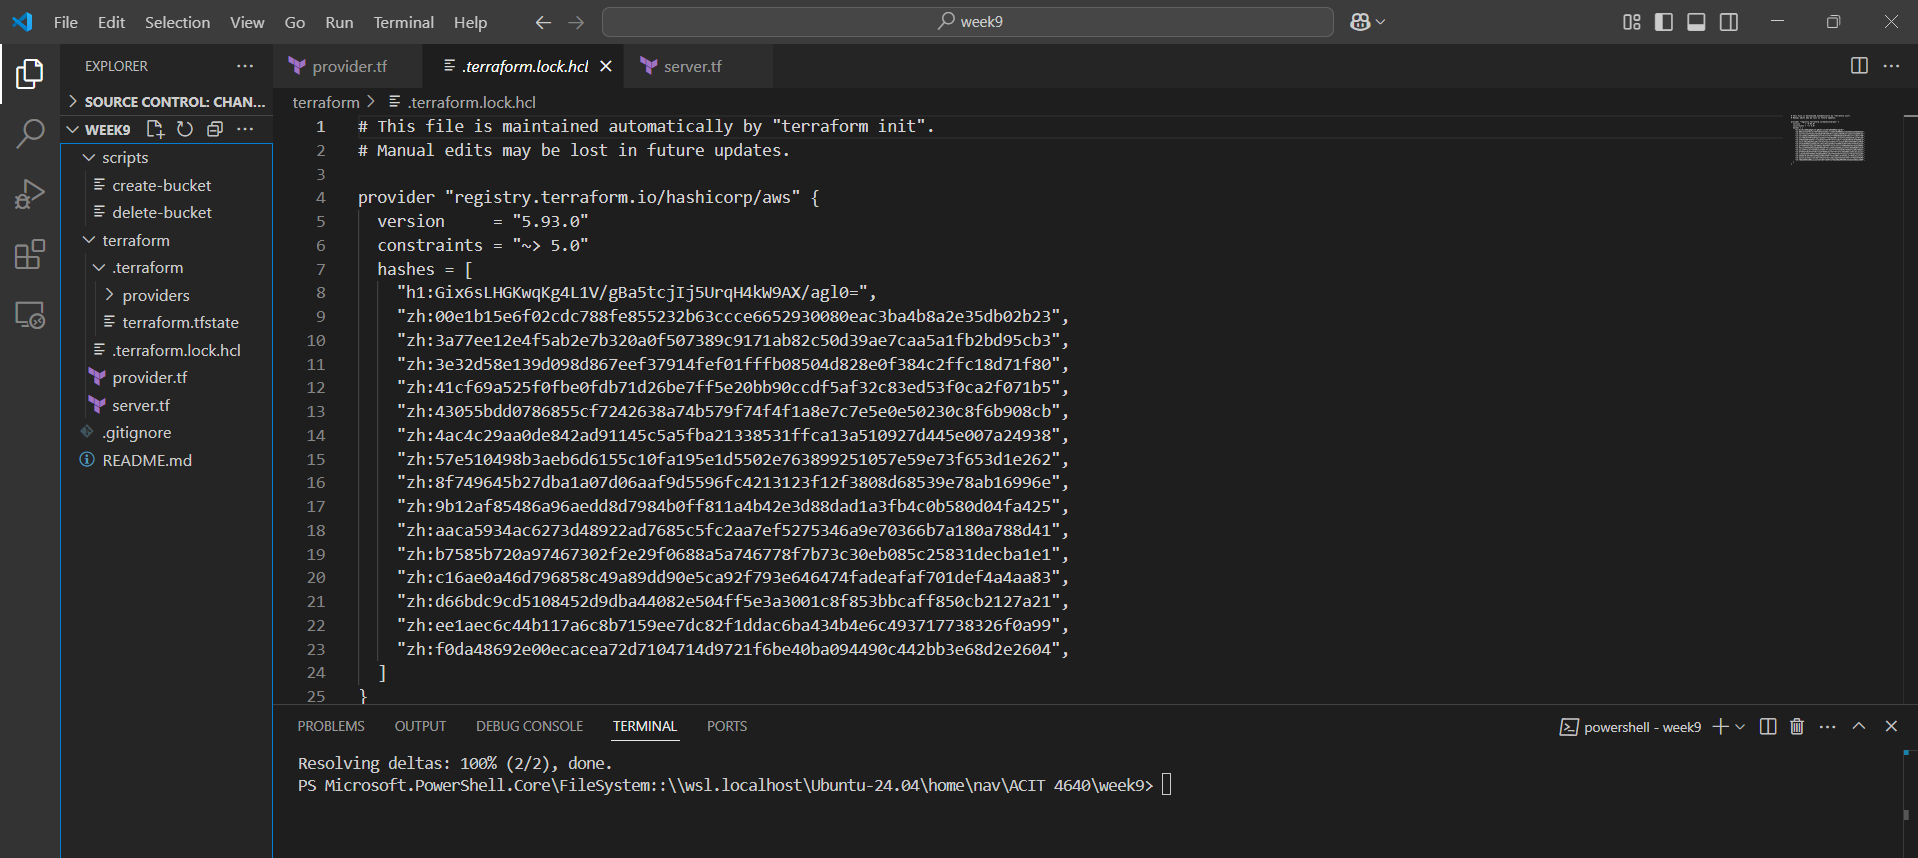 File Edit Selection View Go Run Terminal Help
week9
EXPLORER
SOURCE CONTROL: CHAN...
WEEK9
scripts
create-bucket
delete-bucket
terraform
.terraform
providers
terraform.tfstate
.terraform.lock.hcl
provider.tf
server.tf
.gitignore
README.md
provider.tf .terraform.lock.hcl server.tf
terraform > .terraform.lock.hcl
1 # This file is maintained automatically by "terraform init".
2 # Manual edits may be lost in future updates.
3
4 provider "registry.terraform.io/hashicorp/aws" {
5 version     = "5.93.0"
6 constraints = "~> 5.0"
7 hashes = [
8 "h1:Gix6sLHGKwqKg4L1V/gBa5tcjIj5UrqH4kW9AX/agl0=",
9 "zh:00e1b15e6f02cdc788fe855232b63ccce6652930080eac3ba4b8a2e35db02b23",
10 "zh:3a77ee12e4f5ab2e7b320a0f507389c9171ab82c50d39ae7caa5a1fb2bd95cb3",
11 "zh:3e32d58e139d098d867eef37914fef01fffb08504d828e0f384c2ffc18d71f80",
12 "zh:41cf69a525f0fbe0fdb71d26be7ff5e20bb90ccdf5af32c83ed53f0ca2f071b5",
13 "zh:43055bdd0786855cf7242638a74b579f74f4f1a8e7c7e5e0e50230c8f6b908cb",
14 "zh:4ac4c29aa0de842ad91145c5a5fba21338531ffca13a510927d445e007a24938",
15 "zh:57e510498b3aeb6d6155c10fa195e1d5502e763899251057e59e73f653d1e262",
16 "zh:8f749645b27dba1a07d06aaf9d5596fc4213123f12f3808d68539e78ab16996e",
17 "zh:9b12af85486a96aedd8d7984b0ff811a4b42e3d88dad1a3fb4c0b580d04fa425",
18 "zh:aaca5934ac6273d48922ad7685c5fc2aa7ef5275346a9e70366b7a180a788d41",
19 "zh:b7585b720a97467302f2e29f0688a5a746778f7b73c30eb085c25831decba1e1",
20 "zh:c16ae0a46d796858c49a89dd90e5ca92f793e646474fadeafaf701def4a4aa83",
21 "zh:d66bdc9cd5108452d9dba44082e504ff5e3a3001c8f853bbcaff850cb2127a21",
22 "zh:ee1aec6c44b117a6c8b7159ee7dc82f1ddac6ba434b4e6c493717738326f0a99",
23 "zh:f0da48692e00ecacea72d7104714d9721f6be40ba094490c442bb3e68d2e2604",
24 ]
25 }
PROBLEMS OUTPUT DEBUG CONSOLE TERMINAL PORTS
powershell - week9
Resolving deltas: 100% (2/2), done.
PS Microsoft.PowerShell.Core\FileSystem::\\wsl.localhost\Ubuntu-24.04\home\nav\ACIT 4640\week9>